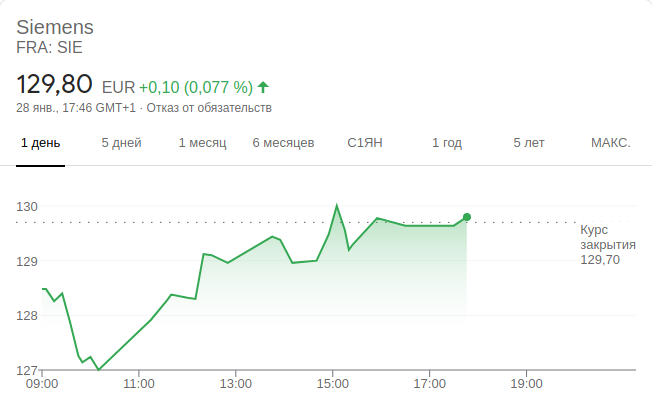 Siemens
FRA: SIE
129,80 EUR +0,10 (0,077 %)
28 янв., 17:46 GMT+1 · Отказ от обязательств
1 день 5 дней 1 месяц 6 месяцев С1ЯН 1 год 5 лет МАКС.
130
Курс
закрытия
129,70
129
128
127
09:00 11:00 13:00 15:00 17:00 19:00